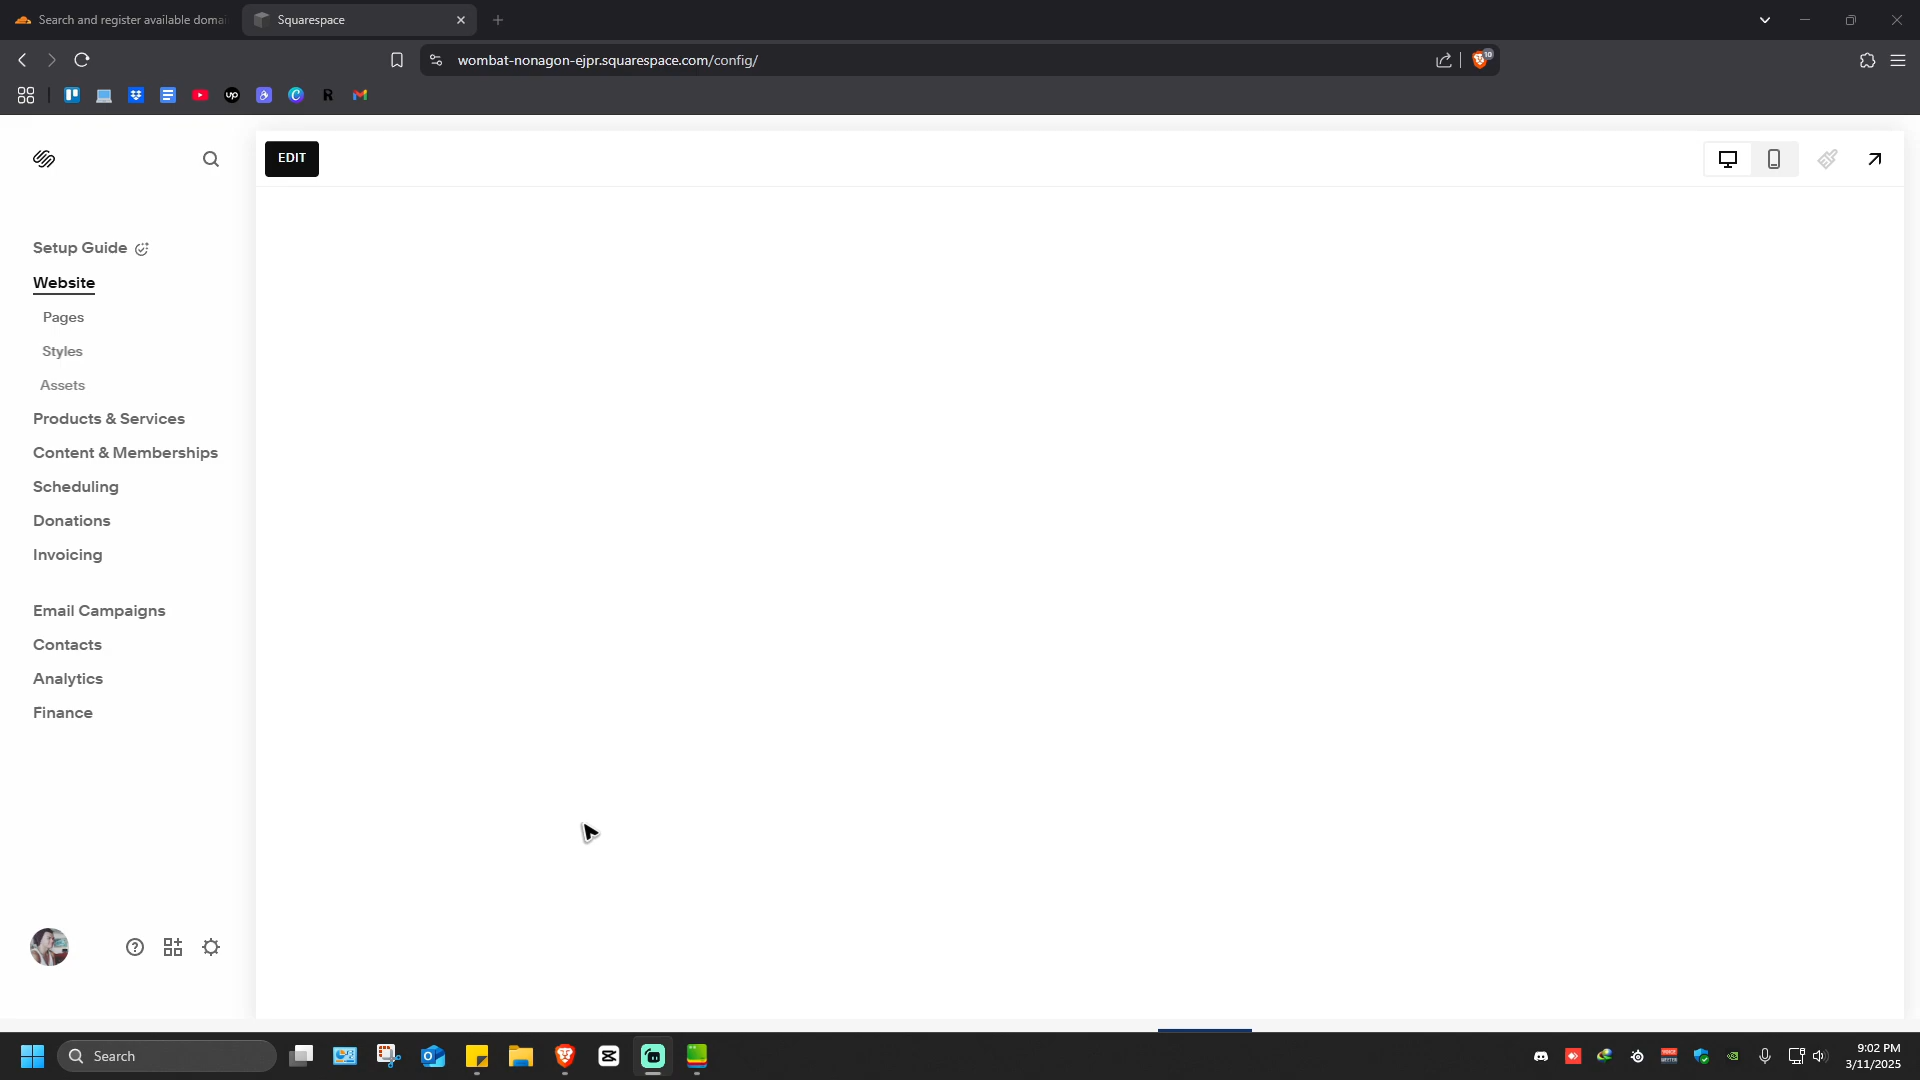 Search and register available domai
Squarespace
wombat-nonagon-ejpr.squarespace.com/config/
10
up
R
EDIT
Setup Guide
Website
Pages
Styles
Assets
Products & Services
Content & Memberships
Scheduling
Donations
Invoicing
Email Campaigns
Contacts
Analytics
Finance
Search
9:02 PM
3/11/2025